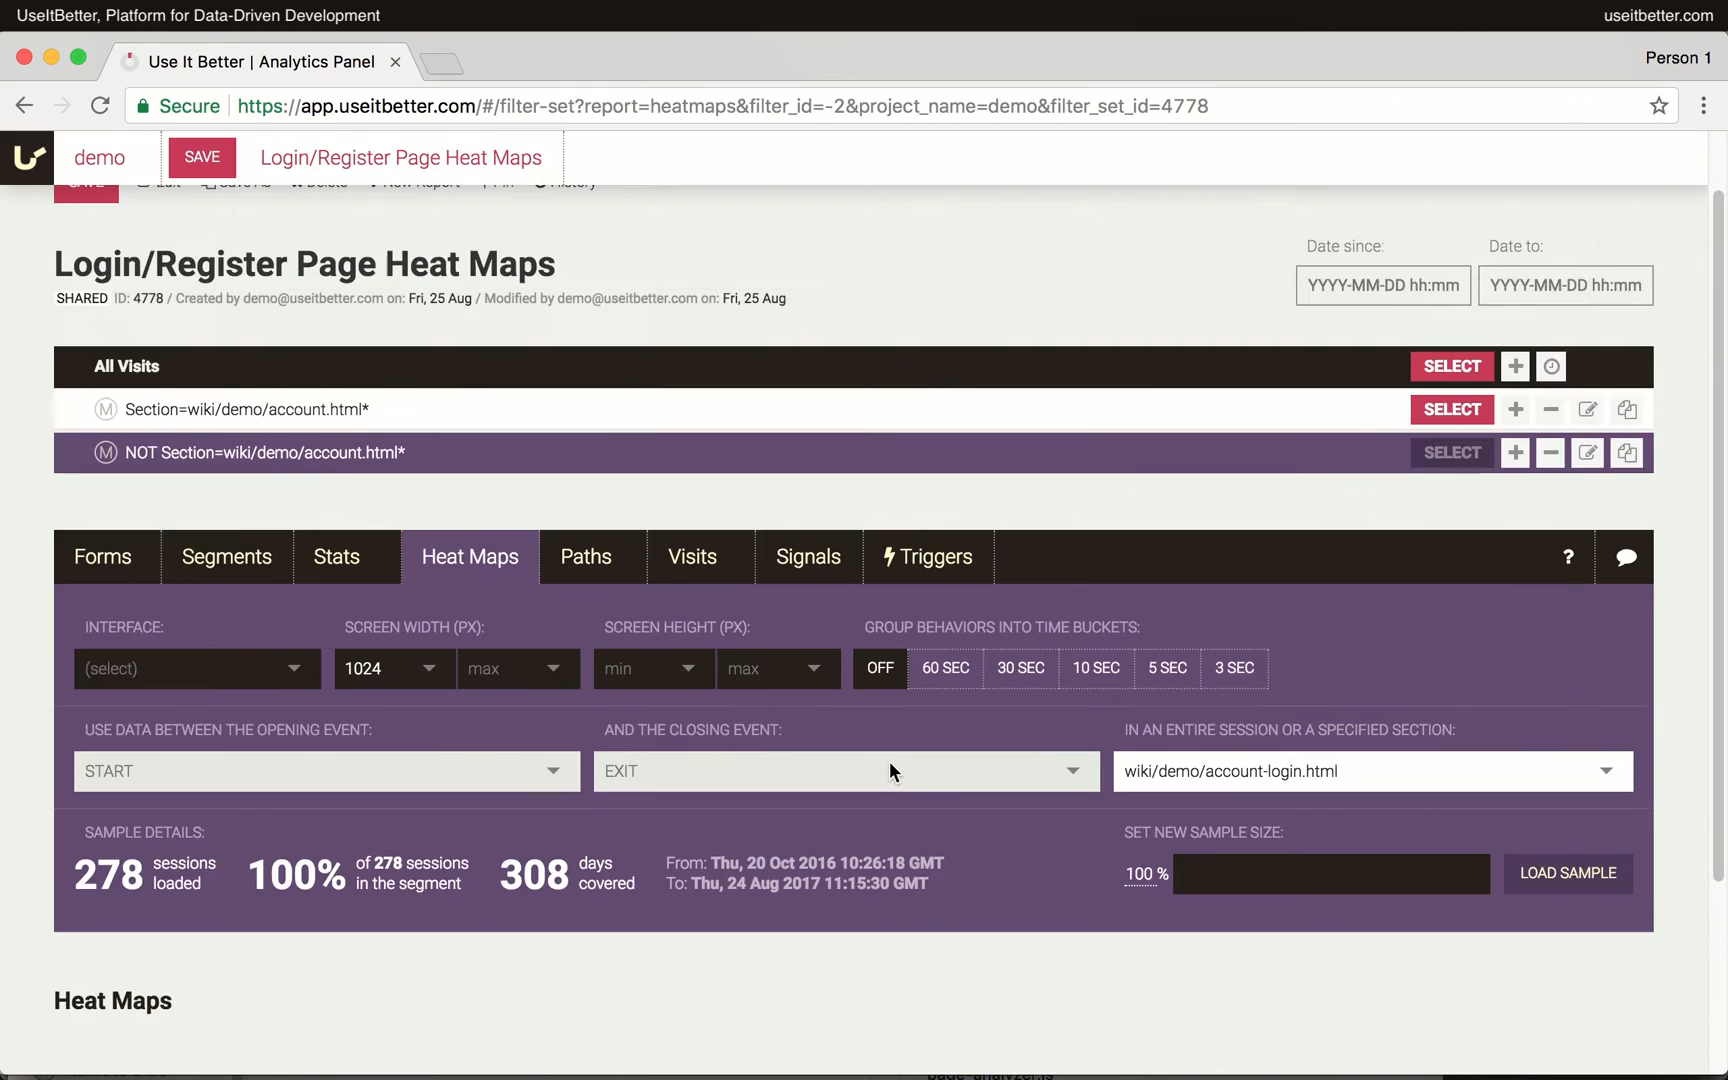 UseItBetter, Platform for Data-Driven Development
useitbetter.com
Use It Better | Analytics Panel
Person 1
Secure https://app.useitbetter.com/#/filter-set?report=heatmaps&filter_id=-2&project_name=demo&filter_set_id=4778
demo
SAVE
Login/Register Page Heat Maps
Login/Register Page Heat Maps
SHARED ID: 4778 / Created by demo@useitbetter.com on: Fri, 25 Aug / Modified by demo@useitbetter.com on: Fri, 25 Aug
Date since:
Date to:
YYYY-MM-DD hh:mm
YYYY-MM-DD hh:mm
All Visits
SELECT
M Section=wiki/demo/account.html*
SELECT
M NOT Section=wiki/demo/account.html*
SELECT
Forms
Segments
Stats
Heat Maps
Paths
Visits
Signals
Triggers
?
INTERFACE:
SCREEN WIDTH (PX):
SCREEN HEIGHT (PX):
GROUP BEHAVIORS INTO TIME BUCKETS:
(select)
1024
max
min
max
OFF
60 SEC
30 SEC
10 SEC
5 SEC
3 SEC
USE DATA BETWEEN THE OPENING EVENT:
AND THE CLOSING EVENT:
IN AN ENTIRE SESSION OR A SPECIFIED SECTION:
START
EXIT
wiki/demo/account-login.html
SAMPLE DETAILS:
SET NEW SAMPLE SIZE:
278 sessions loaded
100% of 278 sessions in the segment
308 days covered
From: Thu, 20 Oct 2016 10:26:18 GMT
To: Thu, 24 Aug 2017 11:15:30 GMT
100 %
LOAD SAMPLE
Heat Maps